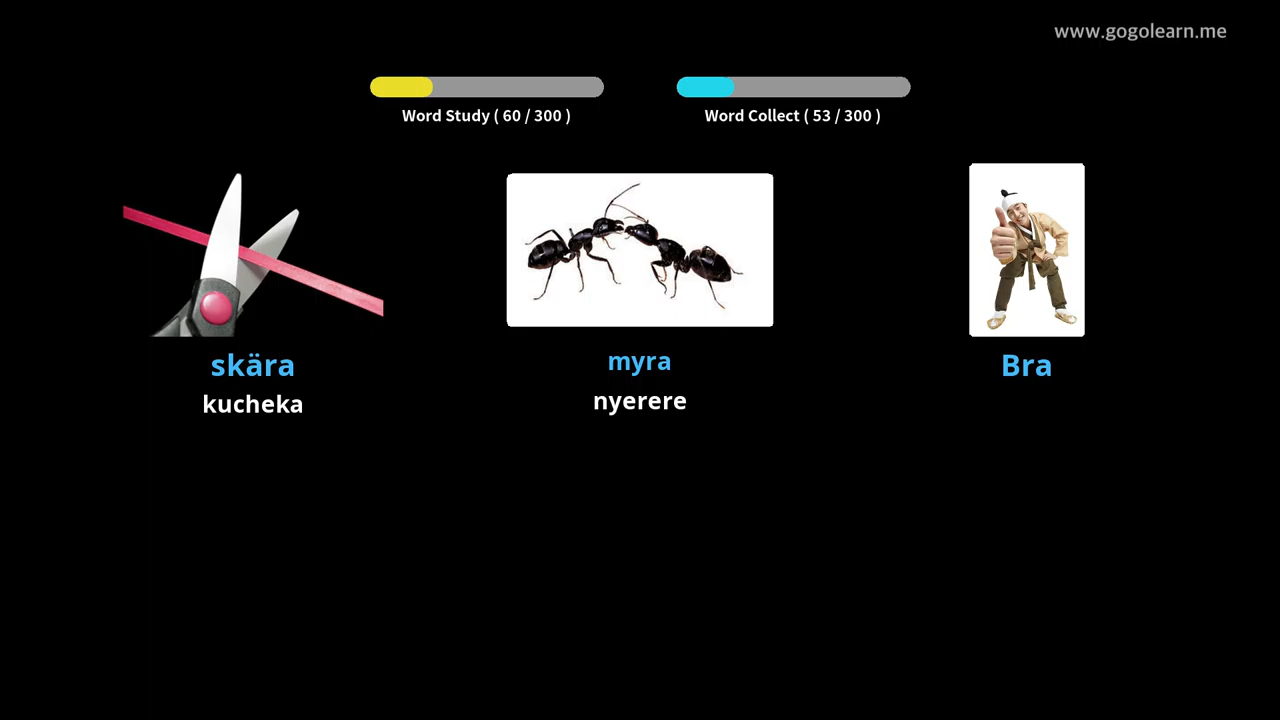 www.gogolearn.me
Word Study ( 60 / 300 )
Word Collect ( 53 / 300 )
skära
kucheka
myra
nyerere
Bra